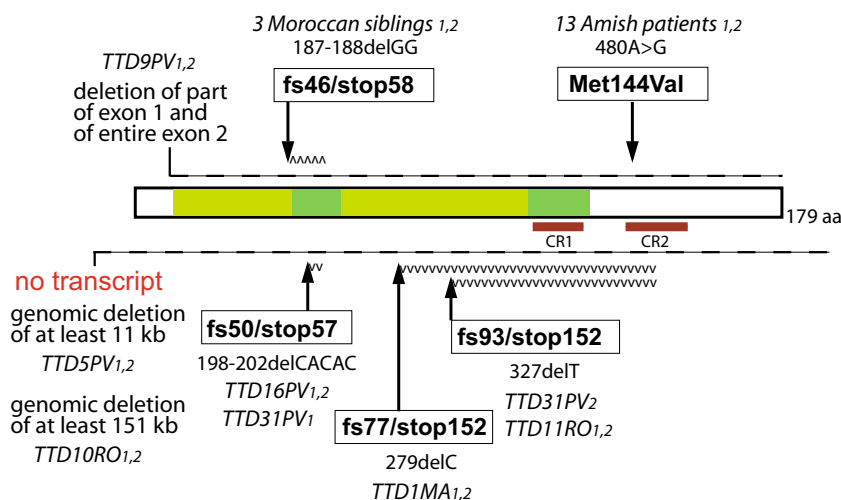 3 Moroccan siblings 1,2
187-188delGG
fs46/stop58
13 Amish patients 1,2
480A>G
Met144Val
TTD9PV1,2
deletion of part
of exon 1 and
of entire exon 2
^^^^^
179 aa
CR1
CR2
no transcript
genomic deletion
of at least 11 kb
TTD5PV1,2
genomic deletion
of at least 151 kb
TTD10RO1,2
fs50/stop57
198-202delCACAC
TTD16PV1,2
TTD31PV1
fs77/stop152
279delC
TTD1MA1,2
fs93/stop152
327delT
TTD31PV2
TTD11RO1,2